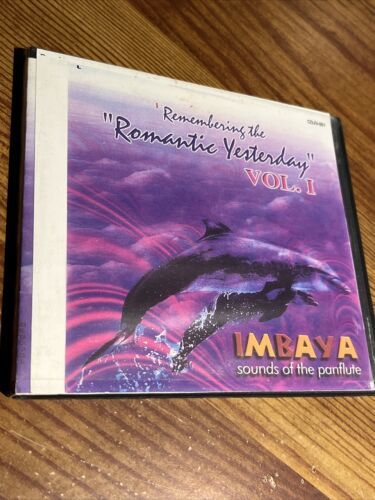 Remembering the
"Romantic Yesterday"
VOL. I
IMBAYA
sounds of the panflute